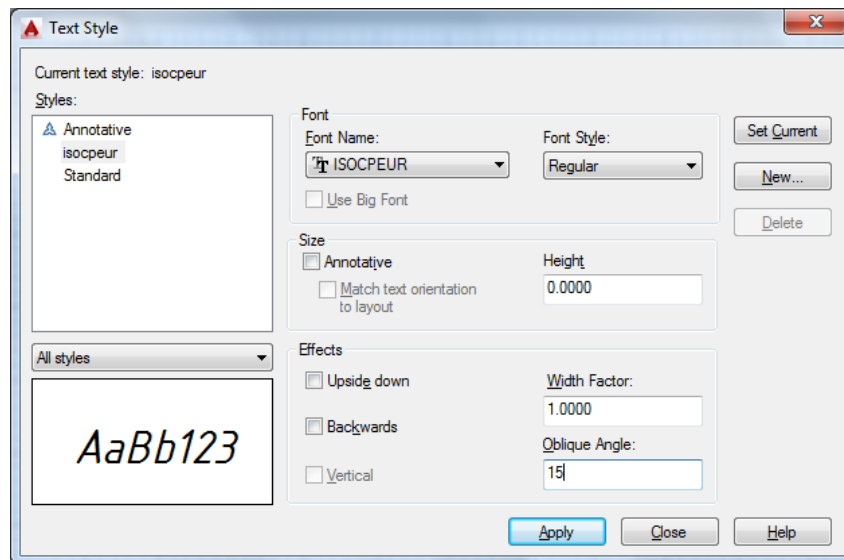 Text Style
Current text style: isocpeur
Styles:
Annotative
isocpeur
Standard
All styles
AaBb123
Font
Font Name:
ISOCPEUR
Use Big Font
Font Style:
Regular
Size
Annotative
Match text orientation
to layout
Height
0.0000
Effects
Upside down
Backwards
Vertical
Width Factor:
1.0000
Oblique Angle:
15
Set Current
New...
Delete
Apply
Close
Help